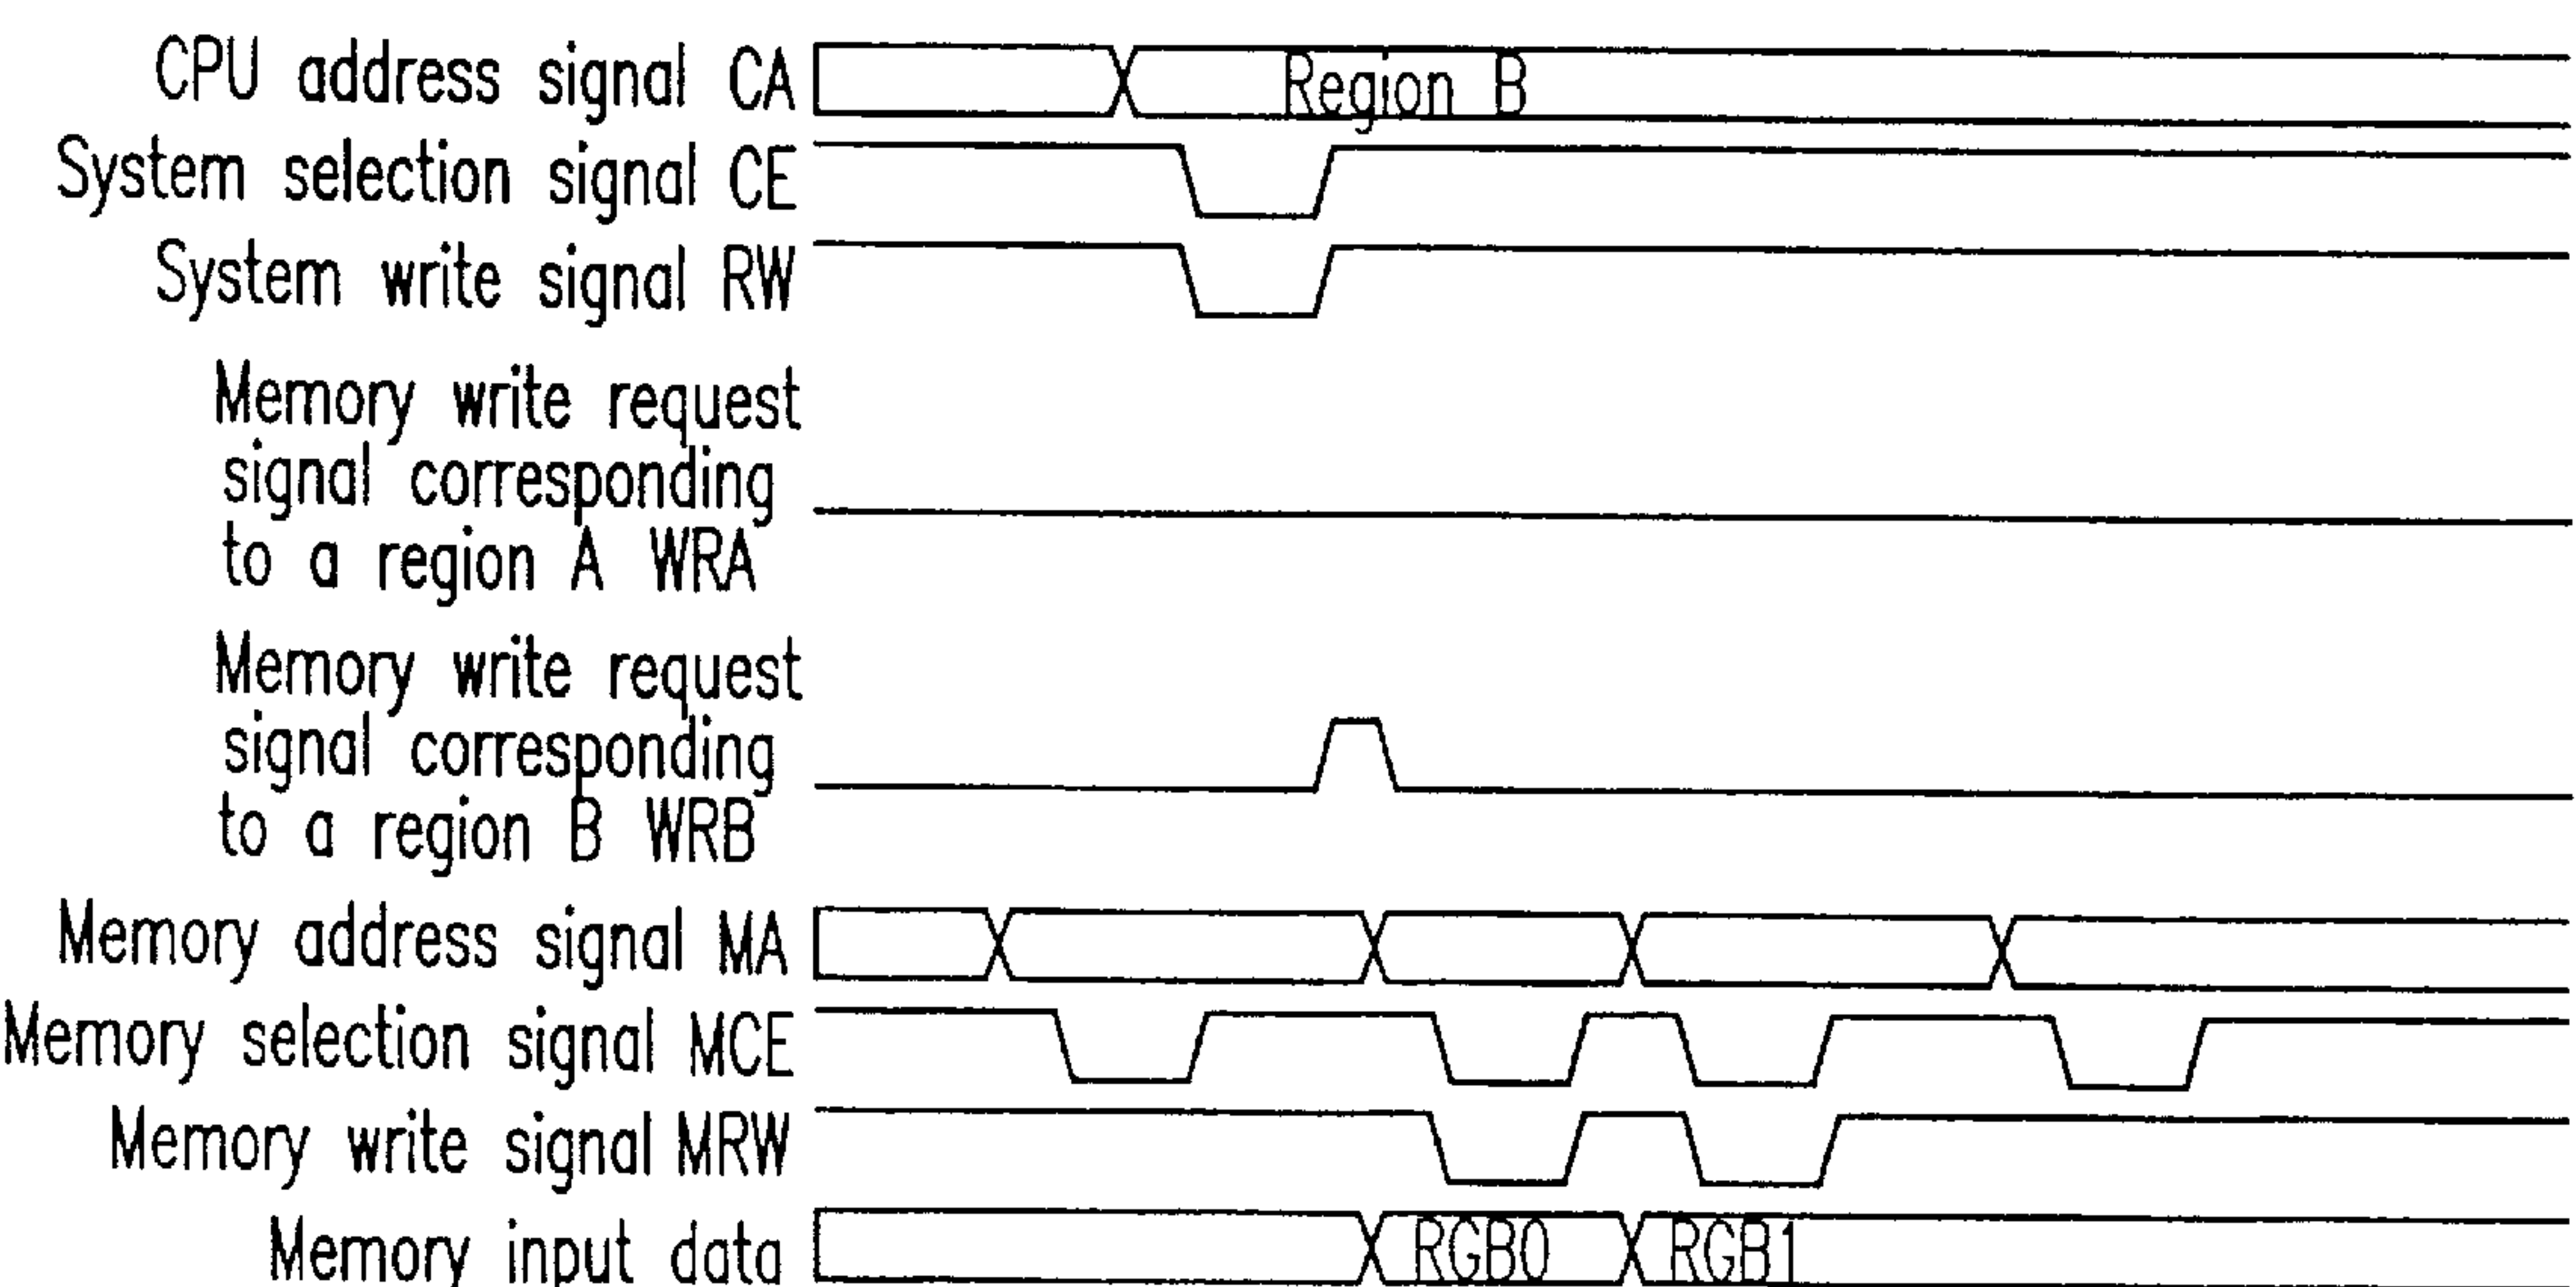 CPU address signal CA
Region B
System selection signal CE
System write signal RW
Memory write request
signal corresponding
to a region A WRA
Memory write request
signal corresponding
to a region B WRB
Memory address signal MA
Memory selection signal MCE
Memory write signal MRW
Memory input data
RGB0
RGB1